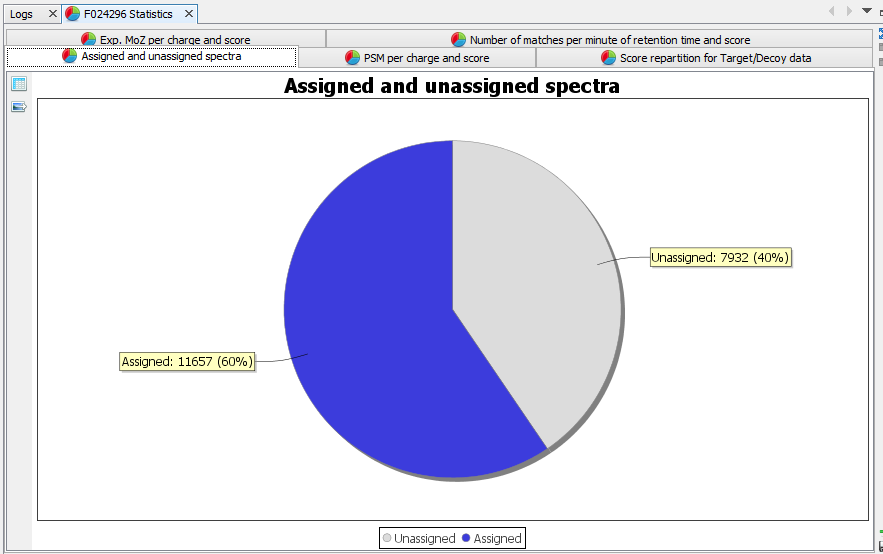 Logs
F024296 Statistics
Exp. MoZ per charge and score
Number of matches per minute of retention time and score
Assigned and unassigned spectra
PSM per charge and score
Score repartition for Target/Decoy data
Assigned and unassigned spectra
Unassigned: 7932 (40%)
Assigned: 11657 (60%)
Unassigned
Assigned